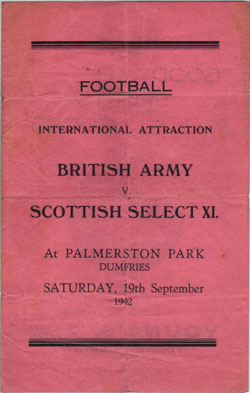 FOOTBALL
INTERNATIONAL ATTRACTION
BRITISH ARMY
V.
SCOTTISH SELECT XI.
At PALMERSTON PARK
DUMFRIES
SATURDAY, 19th September
1942